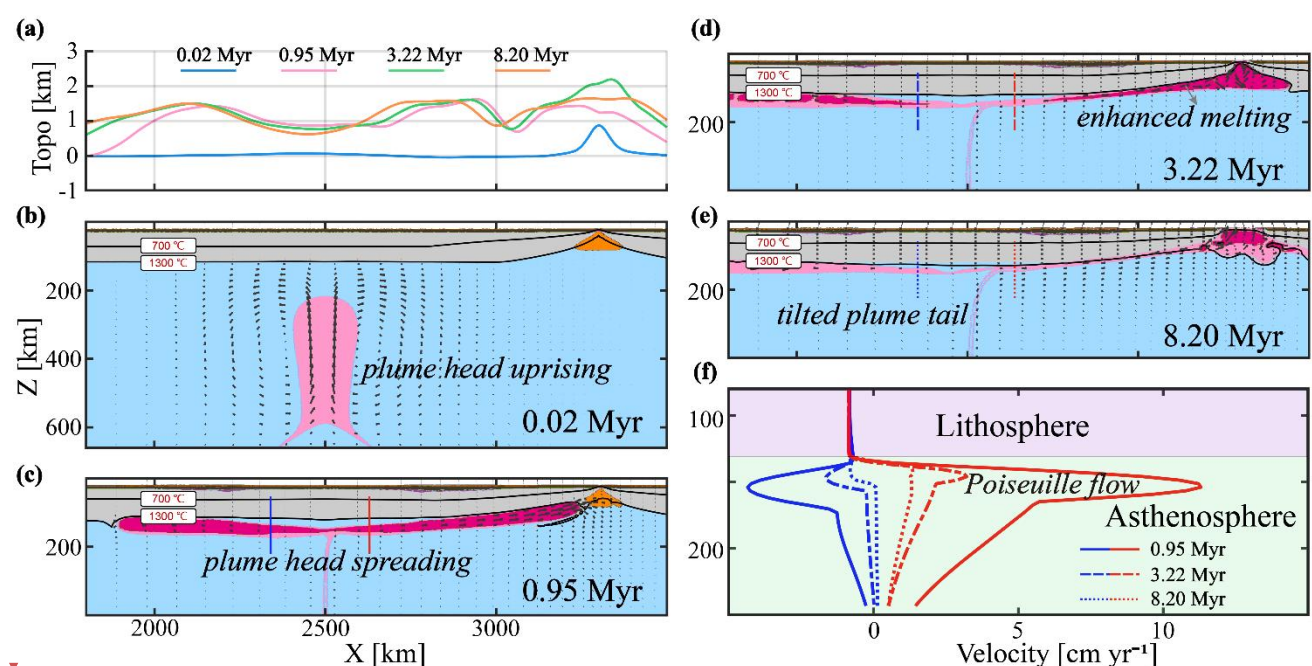 (a)
0.02 Myr 0.95 Myr 3.22 Myr 8.20 Myr
3
2
1
0
-1
Topo [km]
(b)
700 °C
1300 °C
200
400
600
Z [km]
plume head uprising
0.02 Myr
(c)
700 °C
1300 °C
200
plume head spreading
0.95 Myr
2000 2500 3000
X [km]
(d)
700 °C
1300 °C
200
enhanced melting
3.22 Myr
(e)
700 °C
1300 °C
200
tilted plume tail
8.20 Myr
(f)
100
200
Lithosphere
Poiseuille flow
Asthenosphere
0.95 Myr
3.22 Myr
8.20 Myr
0 5 10
Velocity [cm yr⁻¹]